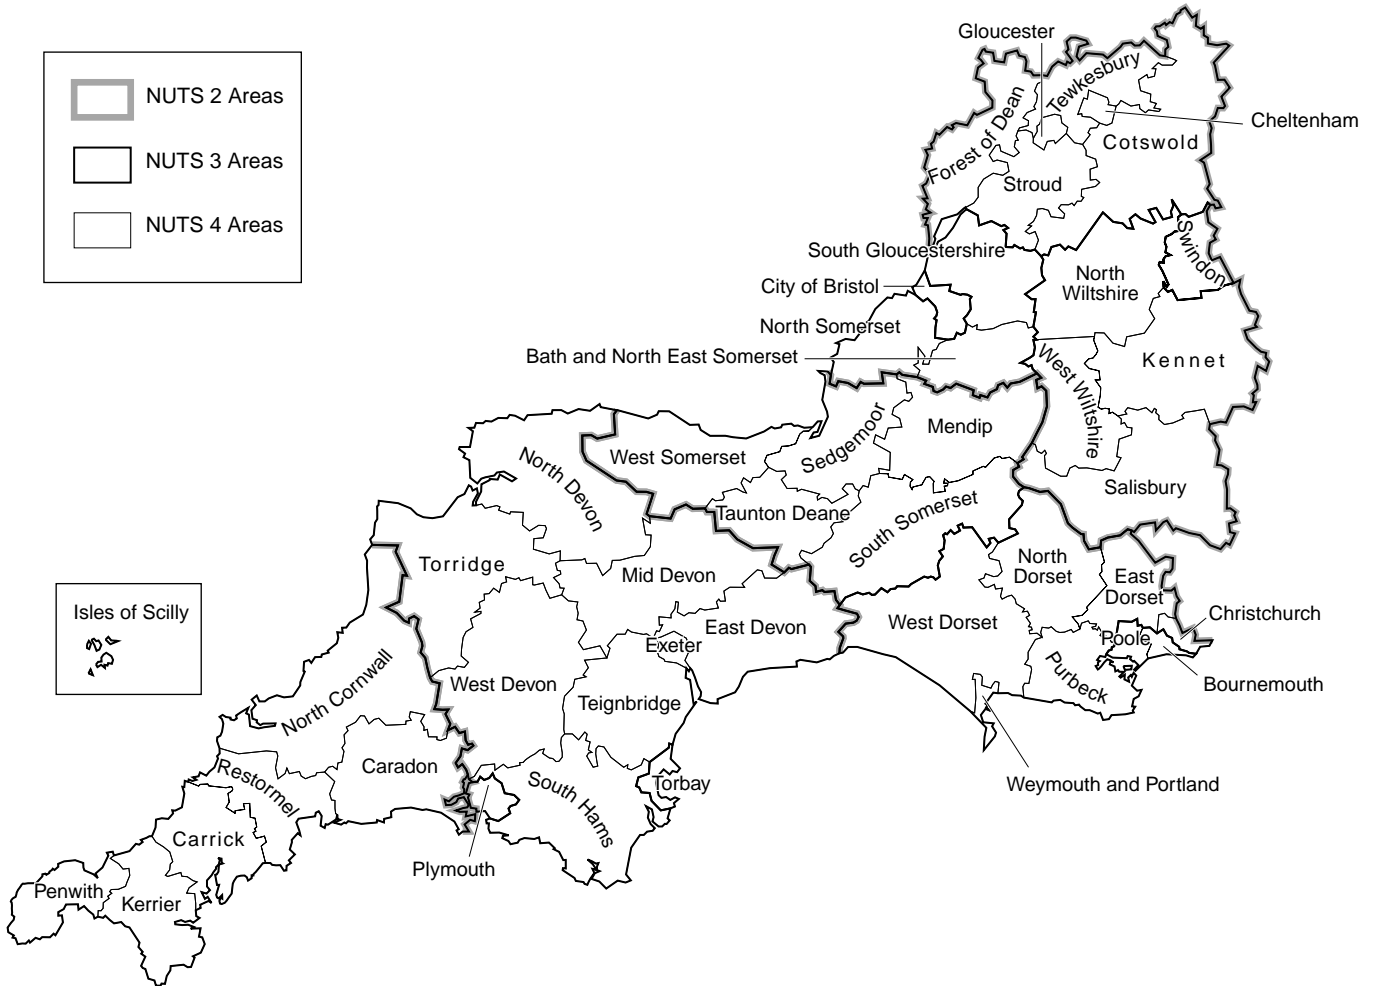 NUTS 2 Areas
NUTS 3 Areas
NUTS 4 Areas
Gloucester
Tewkesbury
Forest of Dean
Cheltenham
Cotswold
Stroud
South Gloucestershire
Swindon
North
Wiltshire
City of Bristol
North Somerset
Bath and North East Somerset
West Wiltshire
Kennet
Sedgemoor
Mendip
West Somerset
North Devon
Salisbury
Taunton Deane
South Somerset
Torridge
Mid Devon
North
Dorset
East
Dorset
Isles of Scilly
Christchurch
West Dorset
East Devon
Exeter
Poole
Purbeck
Bournemouth
North Cornwall
West Devon
Teignbridge
Caradon
Restormel
South Hams
Torbay
Weymouth and Portland
Carrick
Plymouth
Penwith
Kerrier